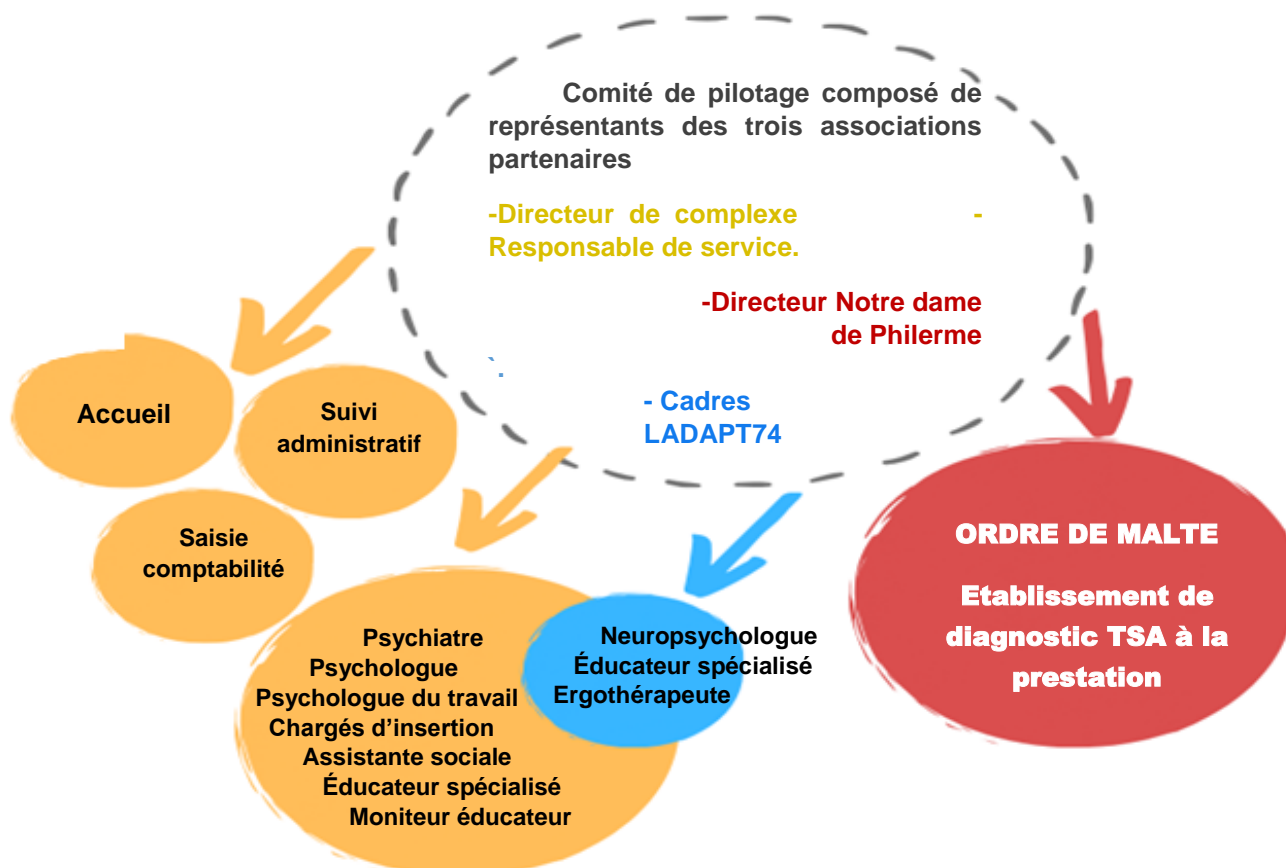 Comité de pilotage composé de
représentants des trois associations
partenaires
-Directeur de complexe -
Responsable de service.
-Directeur Notre dame
de Philerme
`.
- Cadres
LADAPT74
Accueil
Suivi
administratif
Saisie
comptabilité
Psychiatre
Psychologue
Psychologue du travail
Chargés d’insertion
Assistante sociale
Éducateur spécialisé
Moniteur éducateur
Neuropsychologue
Éducateur spécialisé
Ergothérapeute
ORDRE DE MALTE
Etablissement de
diagnostic TSA à la
prestation